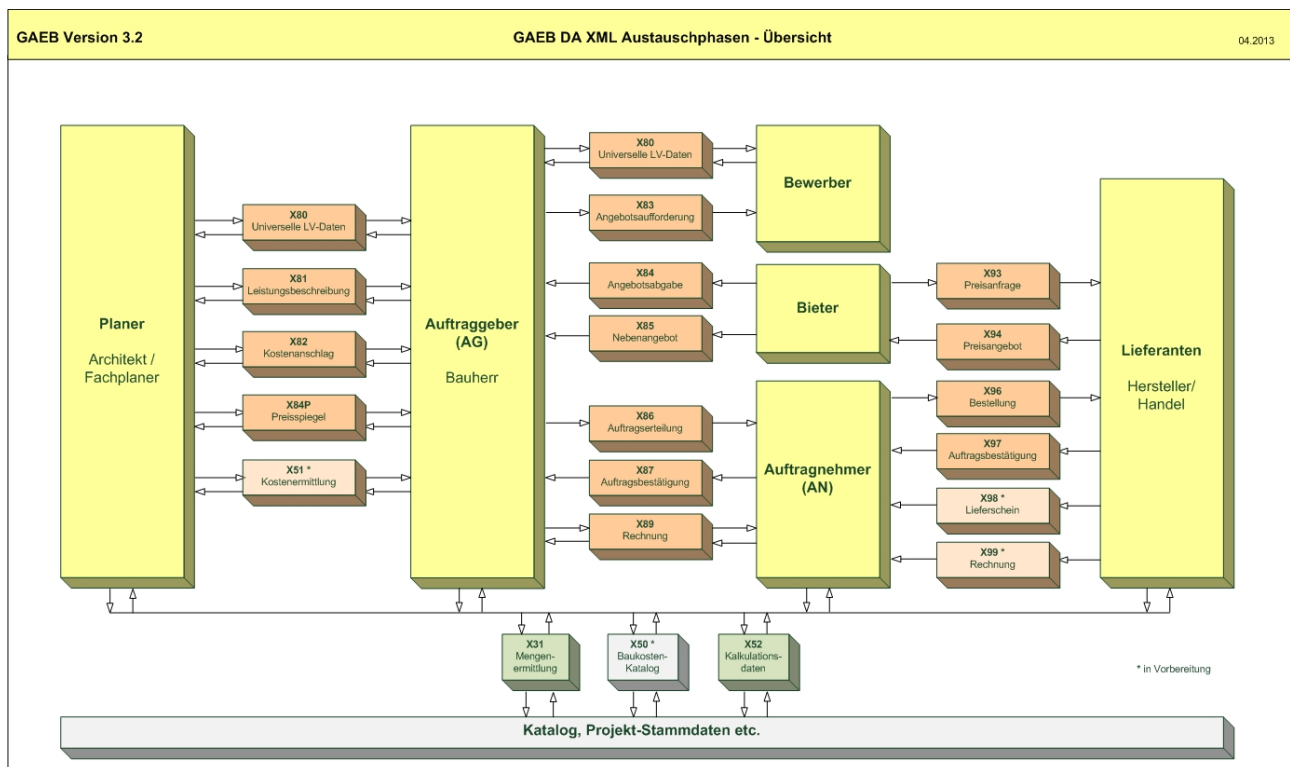 GAEB Version 3.2
GAEB DA XML Austauschphasen - Übersicht
04.2013
Planer
Architekt /
Fachplaner
X80
Universelle LV-Daten
X81
Leistungsbeschreibung
X82
Kostenanschlag
X84P
Preisspiegel
X51 *
Kostenermittlung
Auftraggeber
(AG)
Bauherr
X80
Universelle LV-Daten
X83
Angebotsaufforderung
X84
Angebotsabgabe
X85
Nebenangebot
X86
Auftragserteilung
X87
Auftragsbestätigung
X89
Rechnung
Bewerber
Bieter
Auftragnehmer
(AN)
X93
Preisanfrage
X94
Preisangebot
X96
Bestellung
X97
Auftragsbestätigung
X98 *
Lieferschein
X99 *
Rechnung
Lieferanten
Hersteller/
Handel
X31
Mengen-
ermittlung
X50 *
Baukosten-
Katalog
X52
Kalkulations-
daten
* in Vorbereitung
Katalog, Projekt-Stammdaten etc.